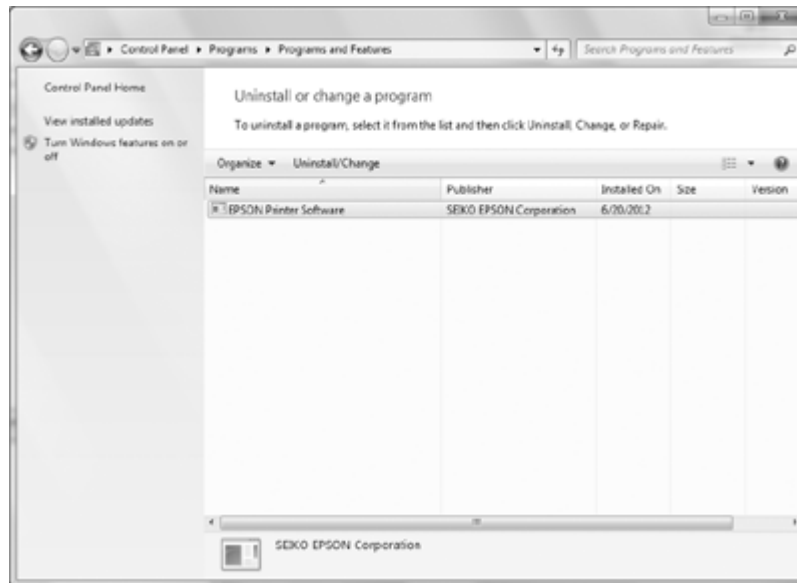 Control Panel ▸ Programs ▸ Programs and Features
Search Programs and Features
Control Panel Home
View installed updates
Turn Windows features on or
off
Uninstall or change a program
To uninstall a program, select it from the list and then click Uninstall, Change, or Repair.
Organize Uninstall/Change
Name Publisher Installed On Size Version
EPSON Printer Software SEIKO EPSON Corporation 6/20/2012
SEIKO EPSON Corporation